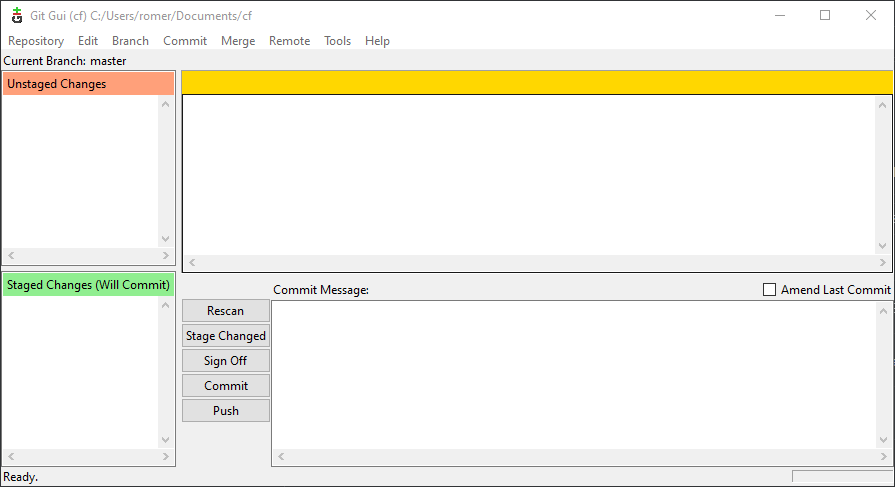 Git Gui (cf) C:/Users/romer/Documents/cf
Repository Edit Branch Commit Merge Remote Tools Help
Current Branch: master
Unstaged Changes
Staged Changes (Will Commit)
Commit Message:
Amend Last Commit
Rescan
Stage Changed
Sign Off
Commit
Push
Ready.